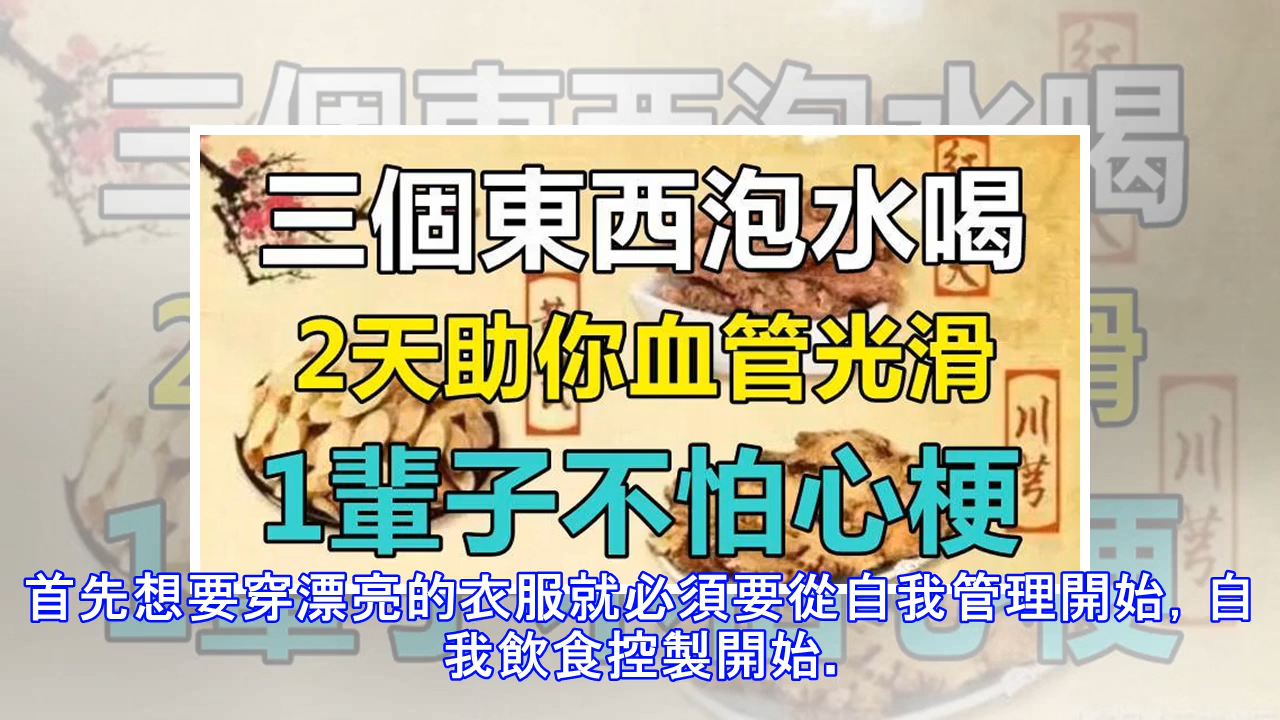 三個東西泡水喝
2天助你血管光滑
1輩子不怕心梗
川芎
首先想要穿漂亮的衣服就必須要從自我管理開始, 自
我飲食控製開始.